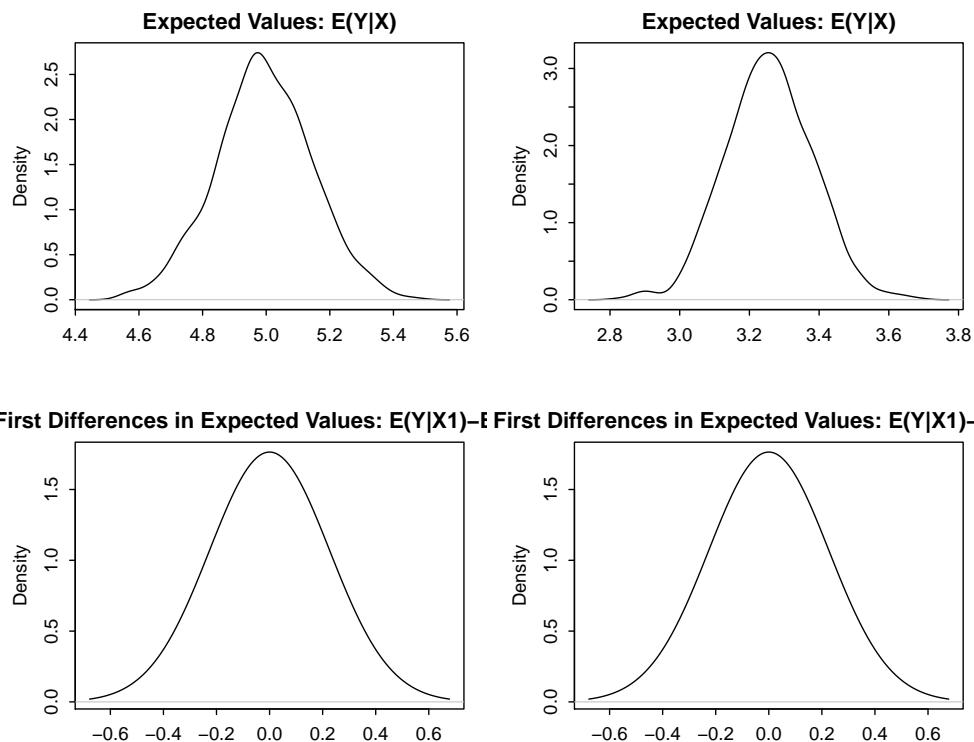 Expected Values: E(Y|X)
Density
0.0 0.5 1.0 1.5 2.0 2.5
4.4 4.6 4.8 5.0 5.2 5.4 5.6
Expected Values: E(Y|X)
Density
0.0 1.0 2.0 3.0
2.8 3.0 3.2 3.4 3.6 3.8
First Differences in Expected Values: E(Y|X1)−E
Density
0.0 0.5 1.0 1.5
−0.6 −0.4 −0.2 0.0 0.2 0.4 0.6
First Differences in Expected Values: E(Y|X1)−
Density
0.0 0.5 1.0 1.5
−0.6 −0.4 −0.2 0.0 0.2 0.4 0.6